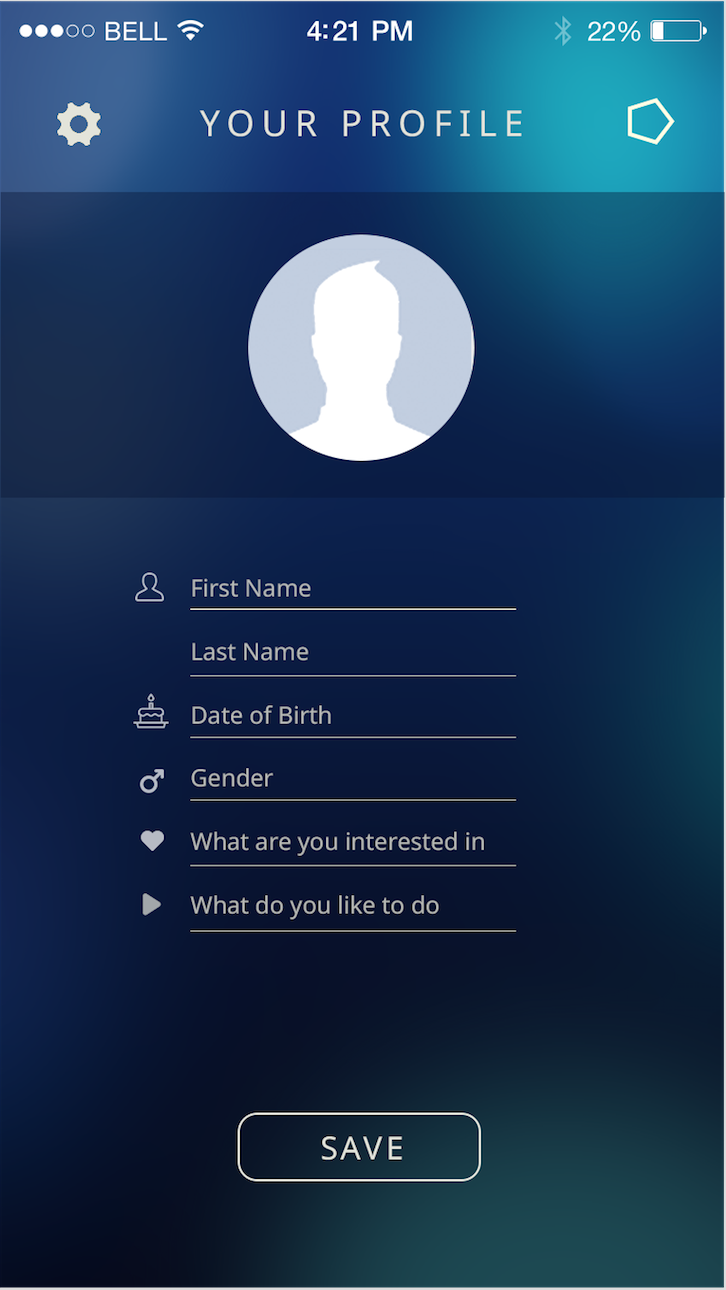 BELL 4:21 PM 22%
YOUR PROFILE
First Name
Last Name
Date of Birth
Gender
What are you interested in
What do you like to do
SAVE